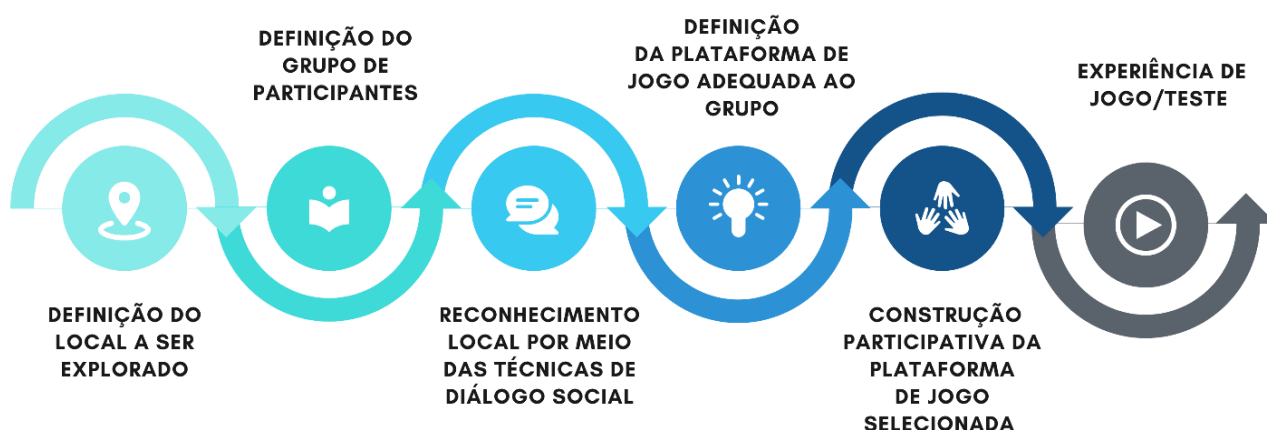 DEFINIÇÃO DO
LOCAL A SER
EXPLORADO
DEFINIÇÃO DO
GRUPO DE
PARTICIPANTES
RECONHECIMENTO
LOCAL POR MEIO
DAS TÉCNICAS DE
DIÁLOGO SOCIAL
DEFINIÇÃO
DA PLATAFORMA DE
JOGO ADEQUADA AO
GRUPO
CONSTRUÇÃO
PARTICIPATIVA DA
PLATAFORMA
DE JOGO
SELECIONADA
EXPERIÊNCIA DE
JOGO/TESTE